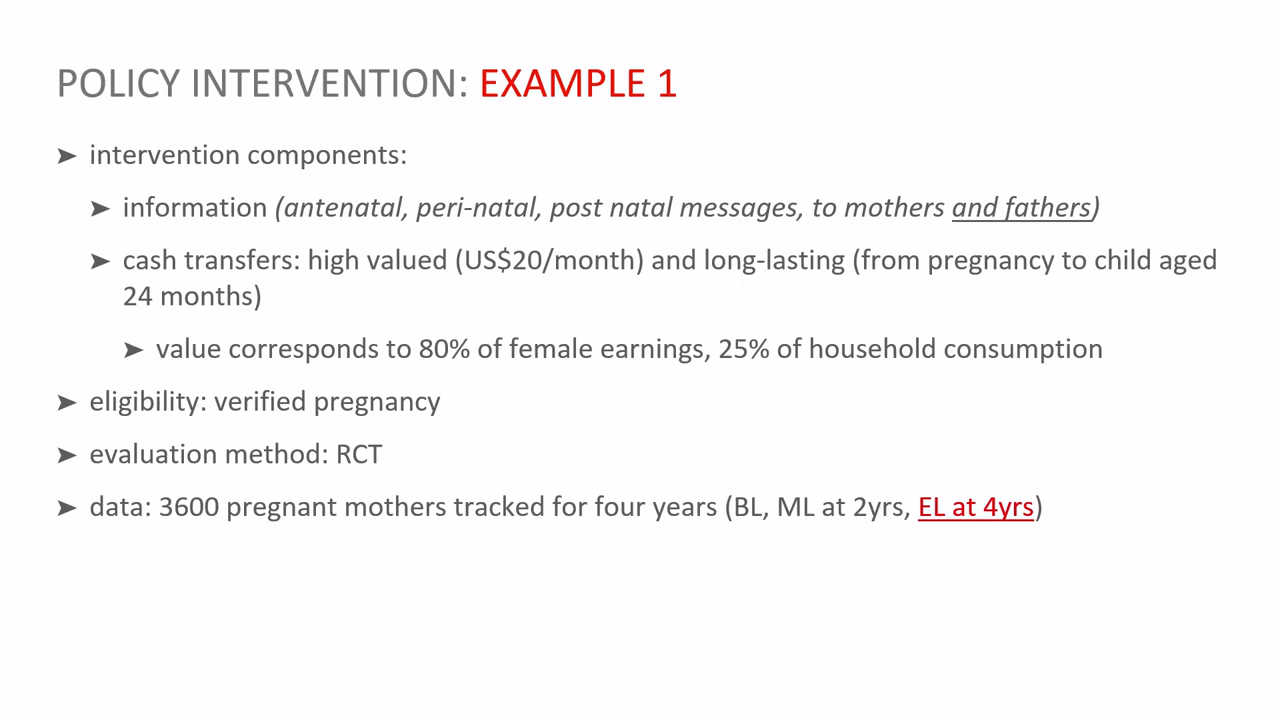 POLICY INTERVENTION: EXAMPLE 1
➤ intervention components:
➤ information (antenatal, peri-natal, post natal messages, to mothers and fathers)
➤ cash transfers: high valued (US$20/month) and long-lasting (from pregnancy to child aged
24 months)
➤ value corresponds to 80% of female earnings, 25% of household consumption
➤ eligibility: verified pregnancy
➤ evaluation method: RCT
➤ data: 3600 pregnant mothers tracked for four years (BL, ML at 2yrs, EL at 4yrs)